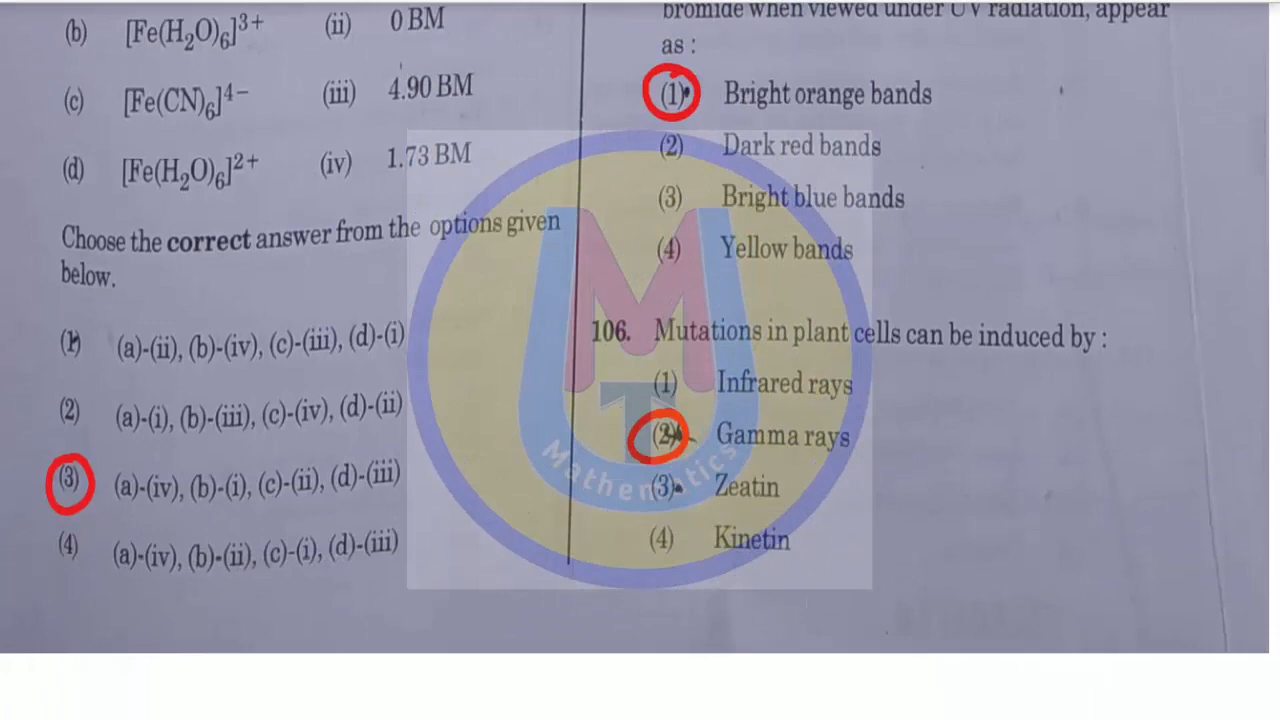 (b) [Fe(H₂O)₆]³⁺ (ii) 0 BM
(c) [Fe(CN)₆]⁴⁻ (iii) 4.90 BM
(d) [Fe(H₂O)₆]²⁺ (iv) 1.73 BM
Choose the correct answer from the options given
below.
(1) (a)-(ii), (b)-(iv), (c)-(iii), (d)-(i)
(2) (a)-(i), (b)-(iii), (c)-(iv), (d)-(ii)
(3) (a)-(iv), (b)-(i), (c)-(ii), (d)-(iii)
(4) (a)-(iv), (b)-(ii), (c)-(i), (d)-(iii)
bromide when viewed under UV radiation, appear
as :
(1) Bright orange bands
(2) Dark red bands
(3) Bright blue bands
(4) Yellow bands
106. Mutations in plant cells can be induced by :
(1) Infrared rays
(2) Gamma rays
(3) Zeatin
(4) Kinetin
UMT
Mathematics